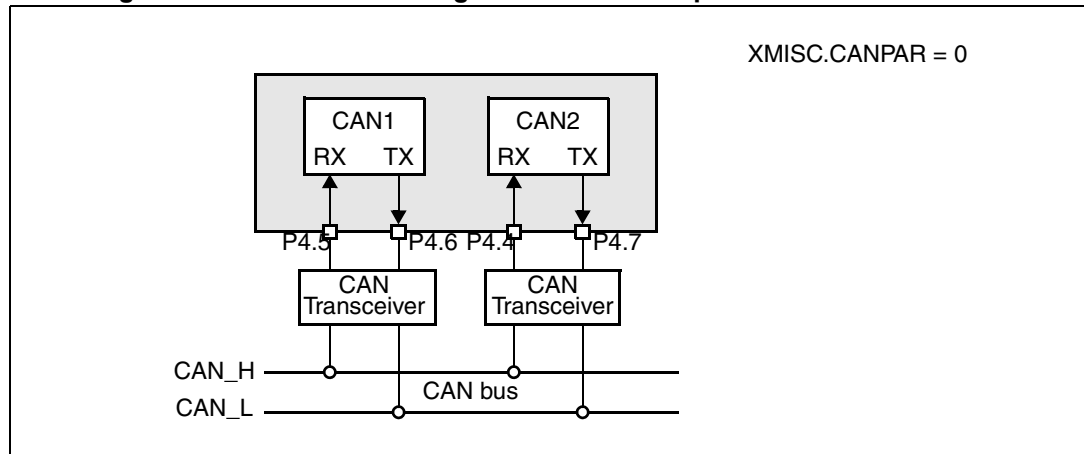 XMISC.CANPAR = 0
CAN1
CAN2
RX TX
RX TX
P4.5
P4.6
P4.4
P4.7
CAN
Transceiver
CAN
Transceiver
CAN_H
CAN bus
CAN_L